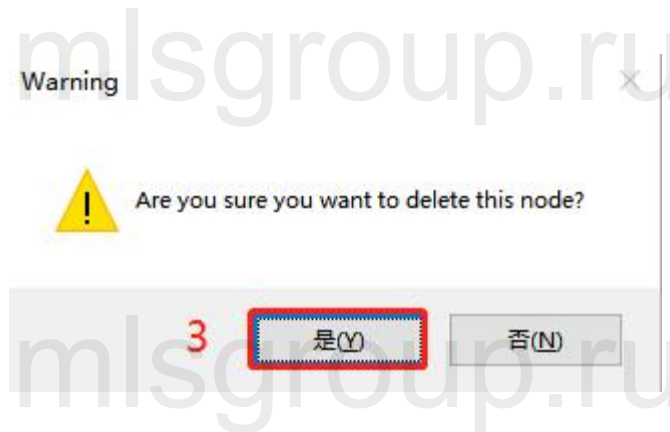 mlsgroup.ru
Warning
Are you sure you want to delete this node?
3
是(Y)
否(N)
mlsgroup.ru